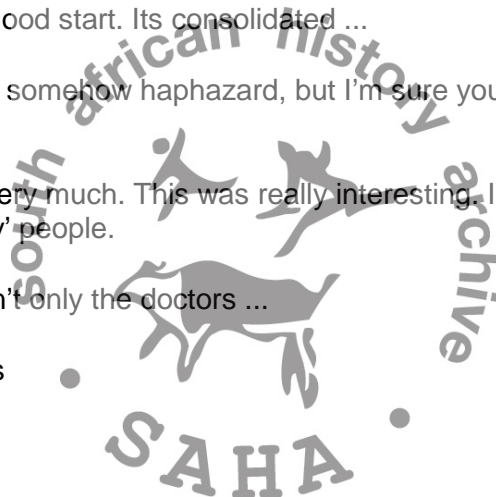 ood start. Its consolidated ...
somehow haphazard, but I'm sure you
ery much. This was really interesting. I
y' people.
n't only the doctors ...
s
south african history archive
SAHA